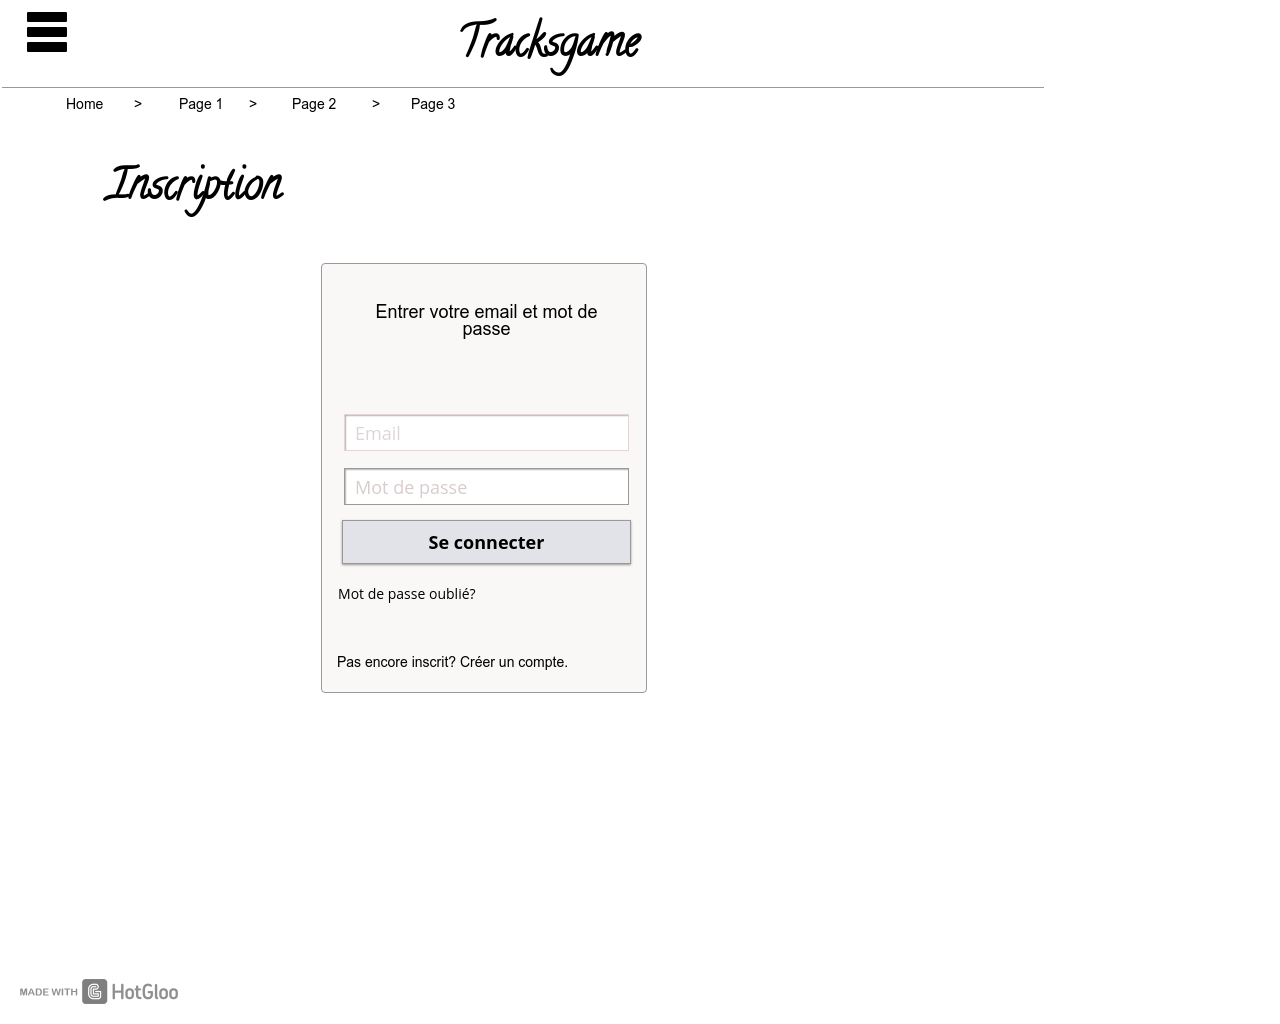 Tracksgame
Home > Page 1 > Page 2 > Page 3
Inscription
Entrer votre email et mot de
passe
Email
Mot de passe
Se connecter
Mot de passe oublié?
Pas encore inscrit? Créer un compte.
MADE WITH HotGloo